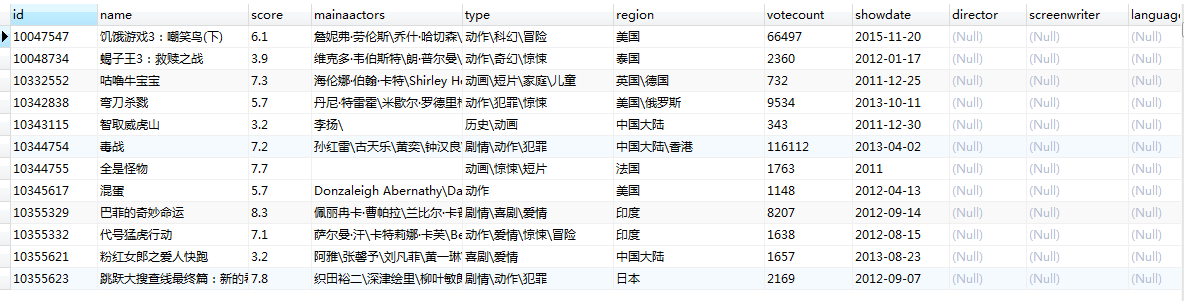 id name score mainaactors type region votecount showdate director screenwriter language
10047547 饥饿游戏3：嘲笑鸟(下) 6.1 詹妮弗·劳伦斯\乔什·哈切森\ 动作\科幻\冒险 美国 66497 2015-11-20 (Null) (Null) (Null)
10048734 蝎子王3：救赎之战 3.9 维克多·韦伯斯特\朗·普尔曼\ 动作\奇幻\惊悚 泰国 2360 2012-01-17 (Null) (Null) (Null)
10332552 咕噜牛宝宝 7.3 海伦娜·伯翰·卡特\Shirley He 动画\短片\家庭\儿童 英国\德国 732 2011-12-25 (Null) (Null) (Null)
10342838 弯刀杀戮 5.7 丹尼·特雷霍\米歇尔·罗德里格 动作\犯罪\惊悚 美国\俄罗斯 9534 2013-10-11 (Null) (Null) (Null)
10343115 智取威虎山 3.2 李扬\ 历史\动画 中国大陆 343 2011-12-30 (Null) (Null) (Null)
10344754 毒战 7.2 孙红雷\古天乐\黄奕\钟汉良 剧情\动作\犯罪 中国大陆\香港 116112 2013-04-02 (Null) (Null) (Null)
10344755 全是怪物 7.7 动画\惊悚\短片 法国 1763 2011 (Null) (Null) (Null)
10345617 混蛋 5.7 Donzaleigh Abernathy\Da 动作 美国 1148 2012-04-13 (Null) (Null) (Null)
10355329 巴菲的奇妙命运 8.3 佩丽冉卡·曹帕拉\兰比尔·卡普 剧情\喜剧\爱情 印度 8207 2012-09-14 (Null) (Null) (Null)
10355332 代号猛虎行动 7.1 萨尔曼·汗\卡特莉娜·卡芙\Be 动作\爱情\惊悚\冒险 印度 1638 2012-08-15 (Null) (Null) (Null)
10355621 粉红女郎之爱人快跑 3.2 阿雅\张馨予\刘凡菲\黄一琳 喜剧\爱情 中国大陆 1657 2013-08-23 (Null) (Null) (Null)
10355623 跳跃大搜查线最终篇：新的希 7.8 织田裕二\深津绘里\柳叶敏郎 剧情\动作\犯罪 日本 2169 2012-09-07 (Null) (Null) (Null)